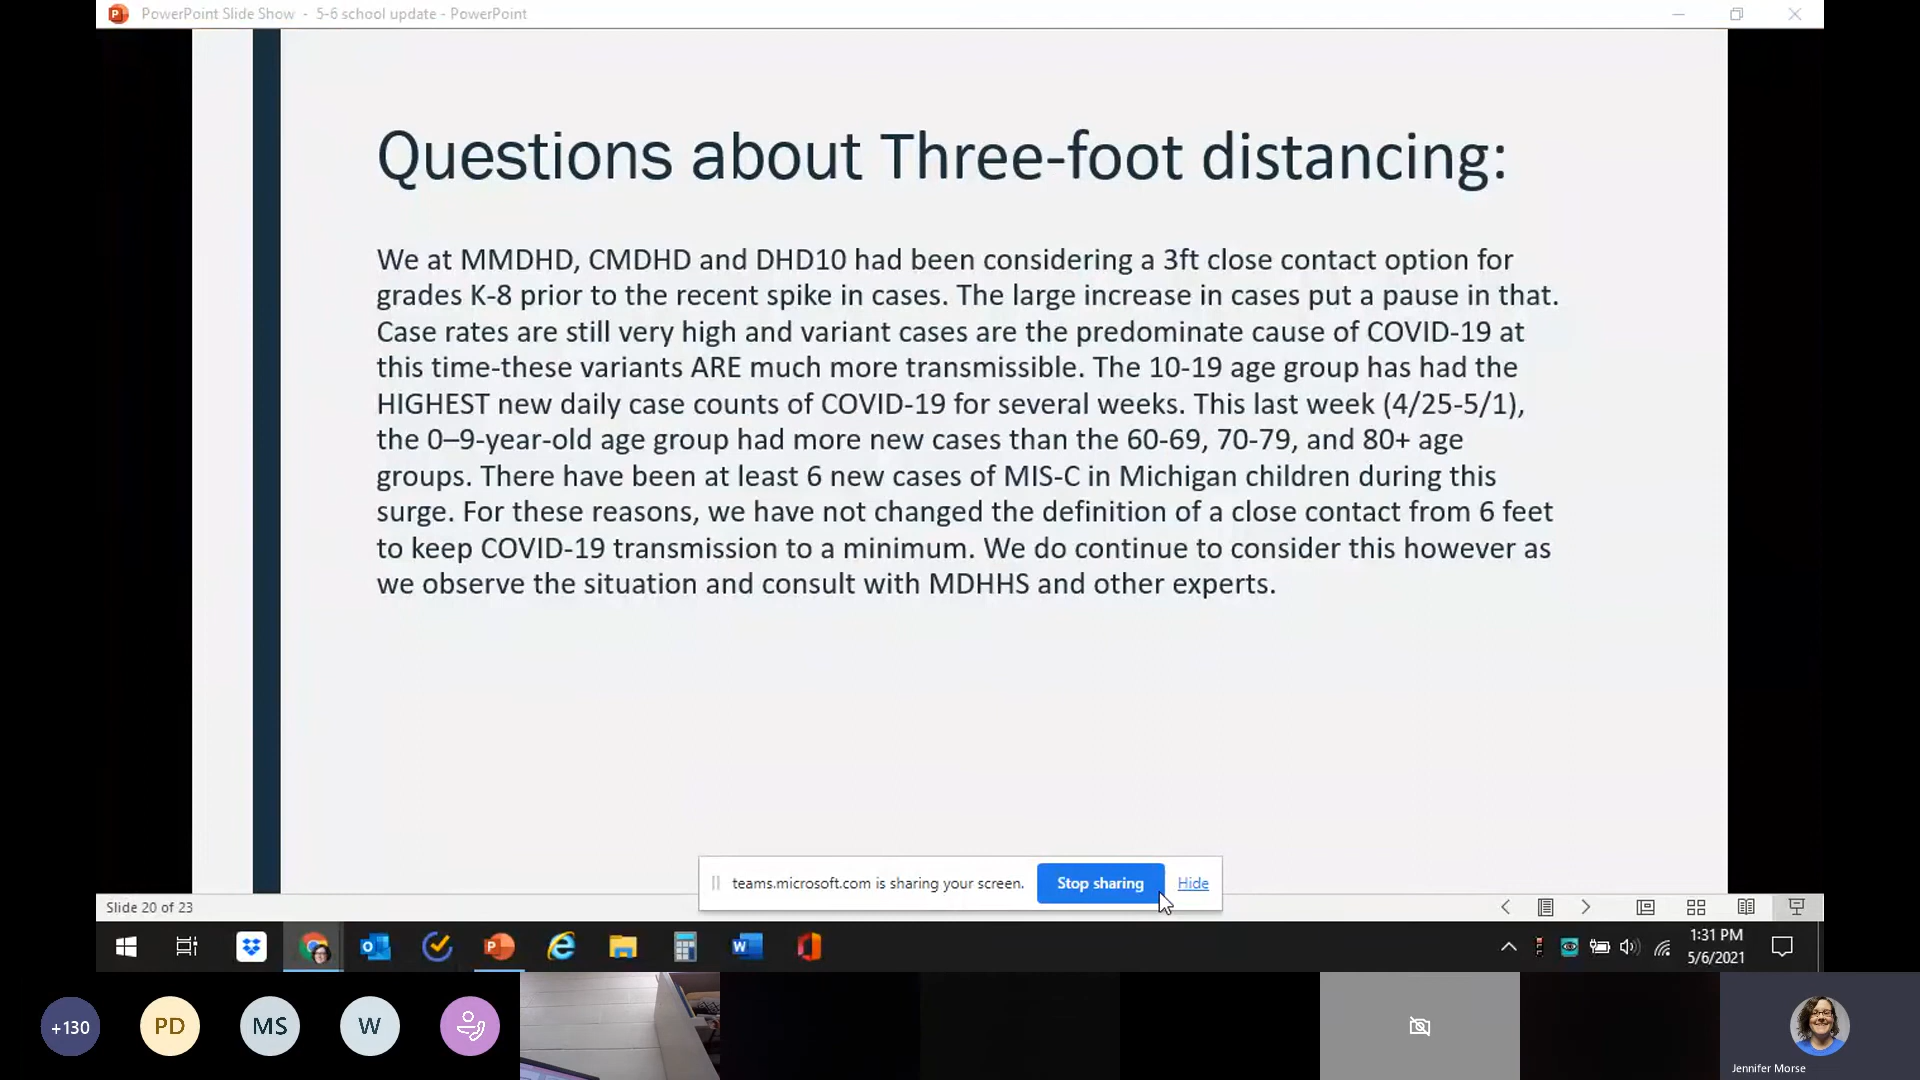 PowerPoint Slide Show - 5-6 school update - PowerPoint
Questions about Three-foot distancing:
We at MMDHD, CMDHD and DHD10 had been considering a 3ft close contact option for
grades K-8 prior to the recent spike in cases. The large increase in cases put a pause in that.
Case rates are still very high and variant cases are the predominate cause of COVID-19 at
this time-these variants ARE much more transmissible. The 10-19 age group has had the
HIGHEST new daily case counts of COVID-19 for several weeks. This last week (4/25-5/1),
the 0–9-year-old age group had more new cases than the 60-69, 70-79, and 80+ age
groups. There have been at least 6 new cases of MIS-C in Michigan children during this
surge. For these reasons, we have not changed the definition of a close contact from 6 feet
to keep COVID-19 transmission to a minimum. We do continue to consider this however as
we observe the situation and consult with MDHHS and other experts.
teams.microsoft.com is sharing your screen. Stop sharing Hide
Slide 20 of 23
1:31 PM
5/6/2021
+130 PD MS W
Jennifer Morse